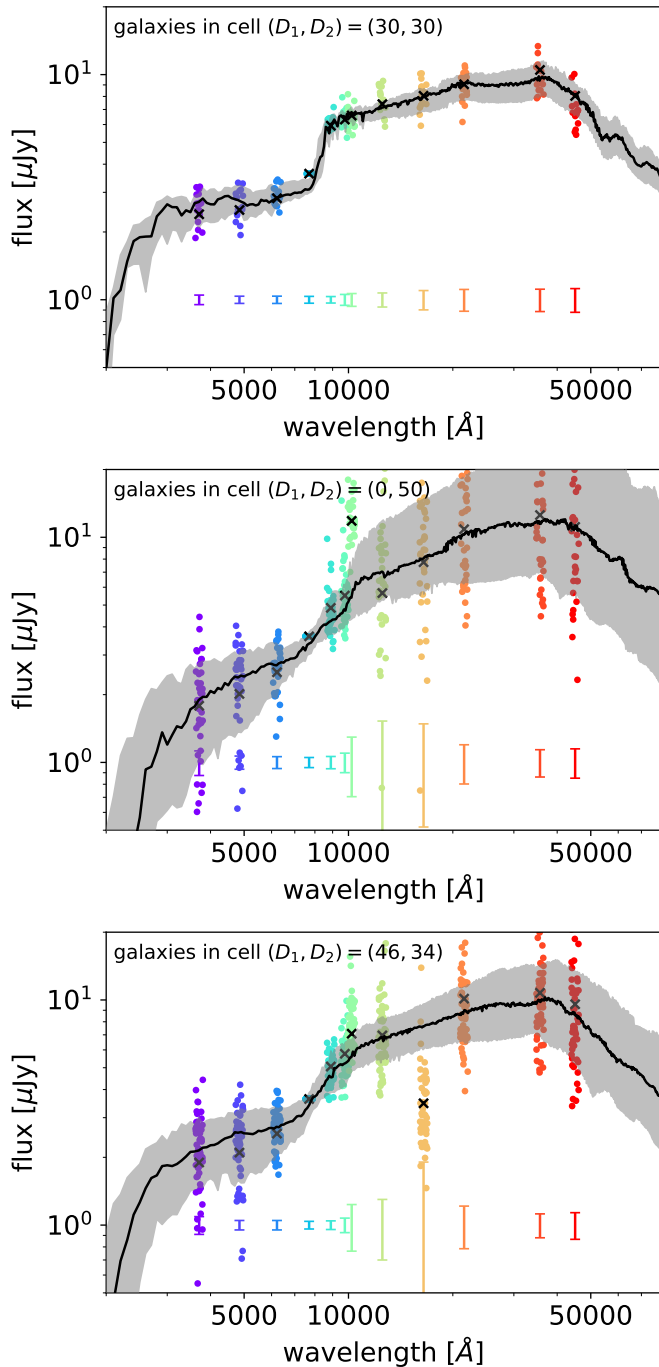 galaxies in cell (D₁, D₂) = (30, 30)
10¹
10⁰
flux [μJy]
5000 10000 50000
wavelength [Å]
galaxies in cell (D₁, D₂) = (0, 50)
10¹
10⁰
flux [μJy]
5000 10000 50000
wavelength [Å]
galaxies in cell (D₁, D₂) = (46, 34)
10¹
10⁰
flux [μJy]
5000 10000 50000
wavelength [Å]